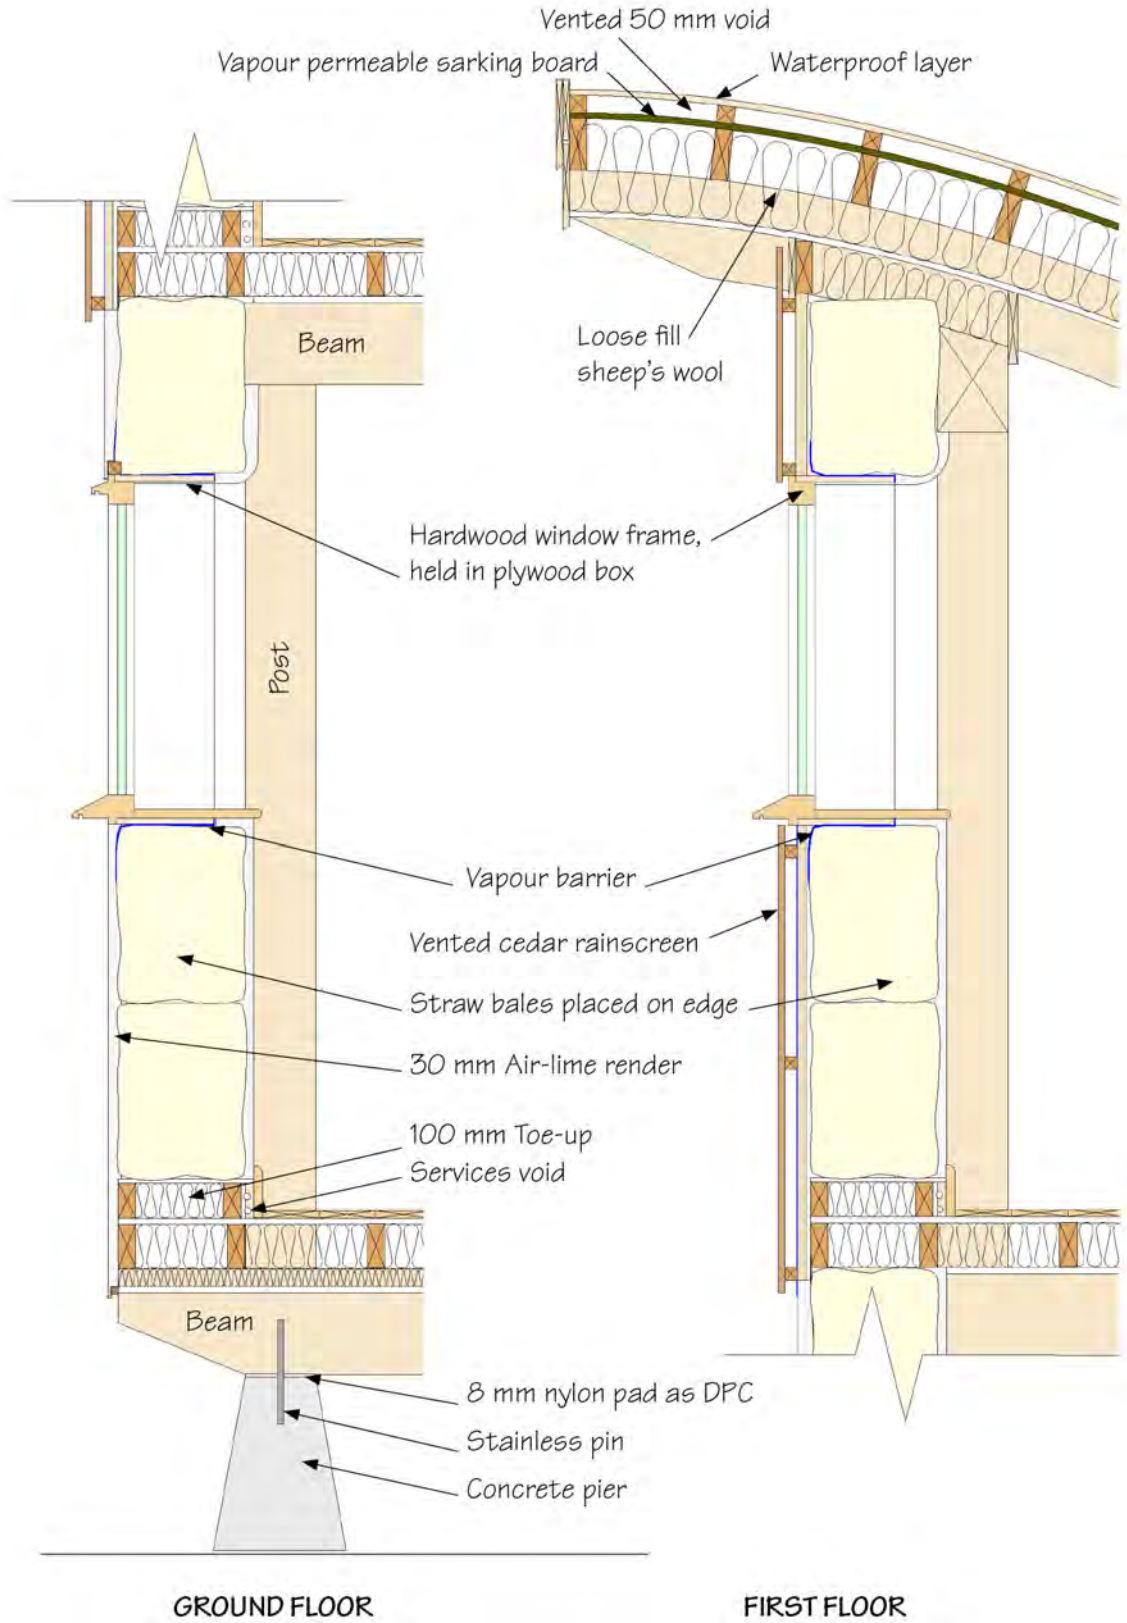 Vented 50 mm void
Vapour permeable sarking board
Waterproof layer
Beam
Loose fill
sheep's wool
Hardwood window frame,
held in plywood box
Post
Vapour barrier
Vented cedar rainscreen
Straw bales placed on edge
30 mm Air-lime render
100 mm Toe-up
Services void
Beam
8 mm nylon pad as DPC
Stainless pin
Concrete pier
GROUND FLOOR
FIRST FLOOR